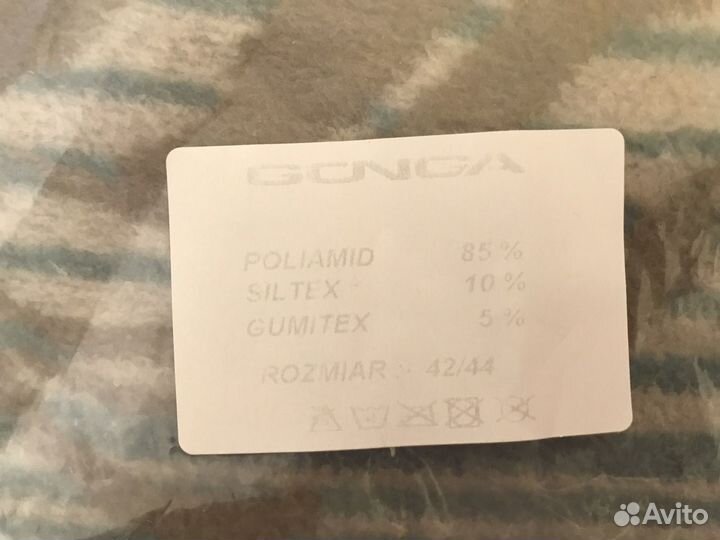 GONGA
POLIAMID 85 %
SILTEX 10 %
GUMITEX 5 %
ROZMIAR :- 42/44
Avito